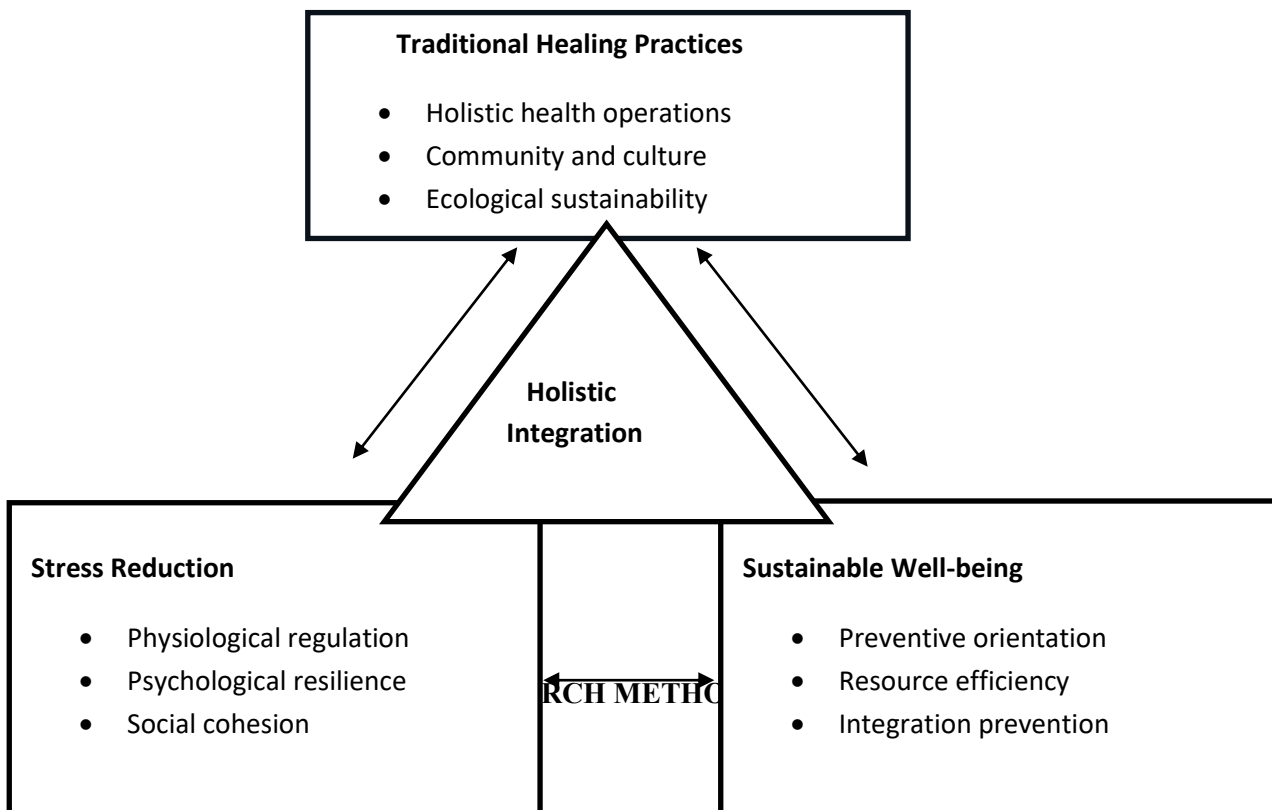 Traditional Healing Practices
• Holistic health operations
• Community and culture
• Ecological sustainability
Holistic
Integration
Stress Reduction
• Physiological regulation
• Psychological resilience
• Social cohesion
RCH METHO
Sustainable Well-being
• Preventive orientation
• Resource efficiency
• Integration prevention